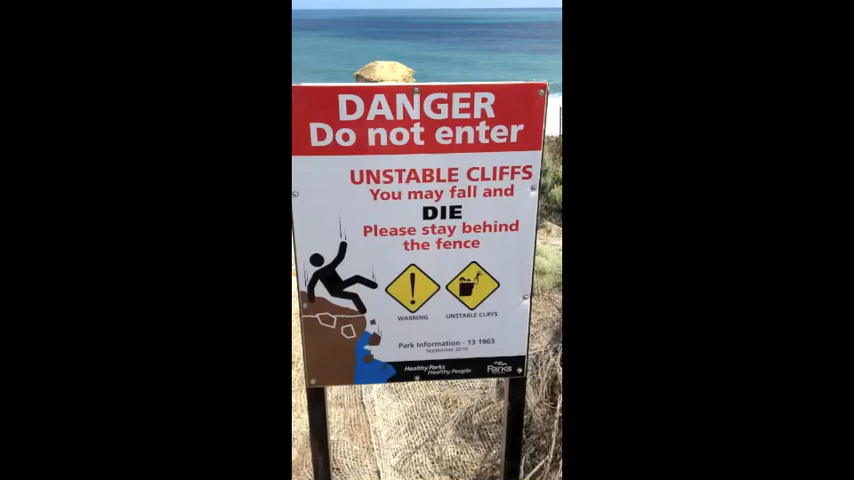 DANGER
Do not enter
UNSTABLE CLIFFS
You may fall and
DIE
Please stay behind
the fence
!
WARNING
UNSTABLE CLIFFS
Park Information - 13 1963
September 2010
Healthy Parks
Healthy People
Parks